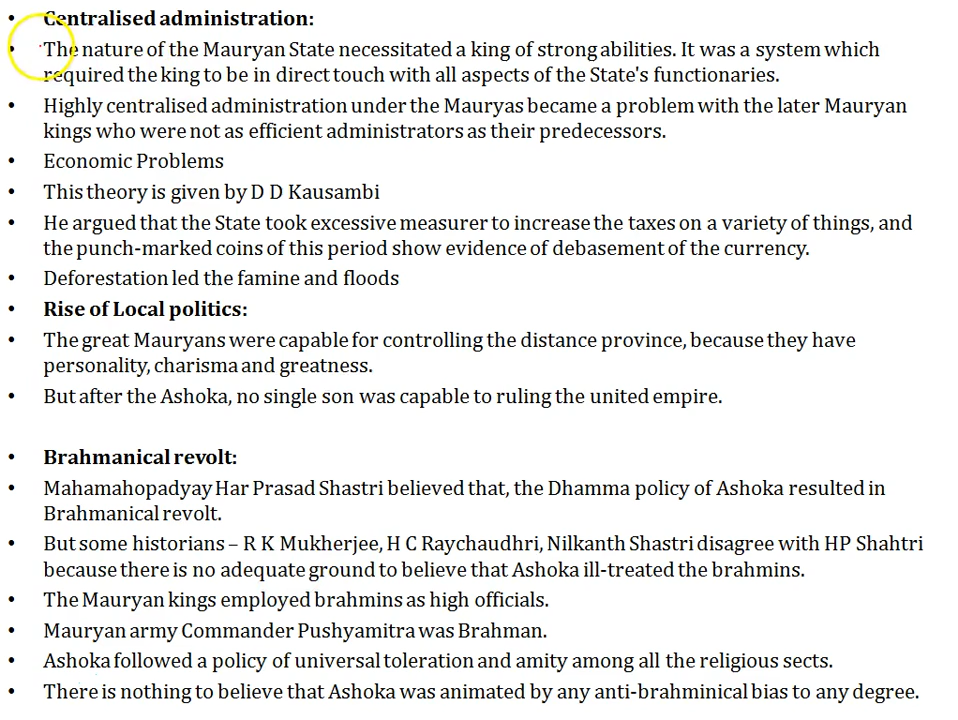 • Centralised administration:
• The nature of the Mauryan State necessitated a king of strong abilities. It was a system which
required the king to be in direct touch with all aspects of the State's functionaries.
• Highly centralised administration under the Mauryas became a problem with the later Mauryan
kings who were not as efficient administrators as their predecessors.
• Economic Problems
• This theory is given by D D Kausambi
• He argued that the State took excessive measurer to increase the taxes on a variety of things, and
the punch-marked coins of this period show evidence of debasement of the currency.
• Deforestation led the famine and floods
• Rise of Local politics:
• The great Mauryans were capable for controlling the distance province, because they have
personality, charisma and greatness.
• But after the Ashoka, no single son was capable to ruling the united empire.
• Brahmanical revolt:
• Mahamahopadyay Har Prasad Shastri believed that, the Dhamma policy of Ashoka resulted in
Brahmanical revolt.
• But some historians – R K Mukherjee, H C Raychaudhri, Nilkanth Shastri disagree with HP Shahtri
because there is no adequate ground to believe that Ashoka ill-treated the brahmins.
• The Mauryan kings employed brahmins as high officials.
• Mauryan army Commander Pushyamitra was Brahman.
• Ashoka followed a policy of universal toleration and amity among all the religious sects.
• There is nothing to believe that Ashoka was animated by any anti-brahminical bias to any degree.